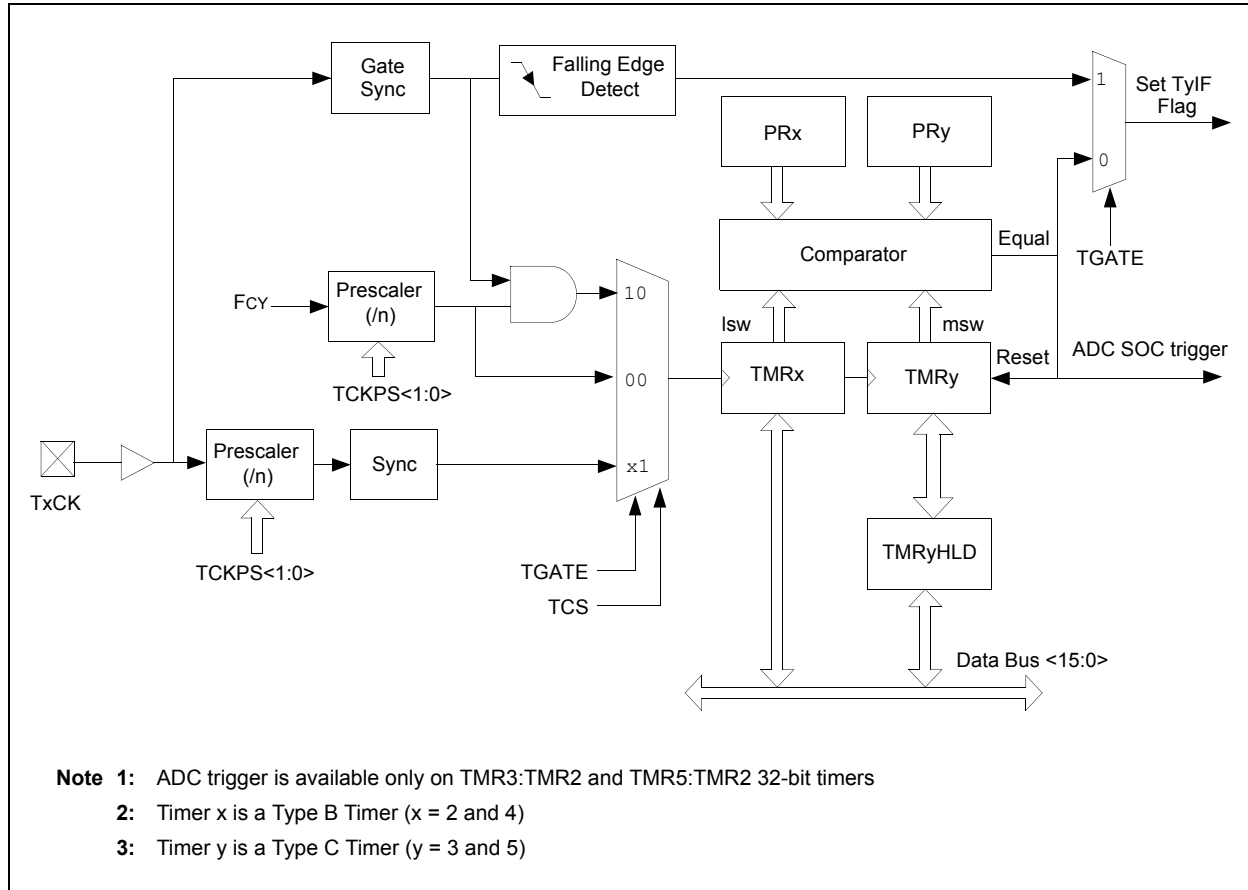 Gate
Sync
Falling Edge
Detect
1
Set TyIF
Flag
PRx
PRy
0
Comparator
Equal
TGATE
FCY
Prescaler
(/n)
10
lsw
msw
TMRx
TMRy
Reset
ADC SOC trigger
00
TCKPS<1:0>
TxCK
Prescaler
(/n)
Sync
x1
TCKPS<1:0>
TGATE
TCS
TMRyHLD
Data Bus <15:0>
Note 1: ADC trigger is available only on TMR3:TMR2 and TMR5:TMR2 32-bit timers
2: Timer x is a Type B Timer (x = 2 and 4)
3: Timer y is a Type C Timer (y = 3 and 5)